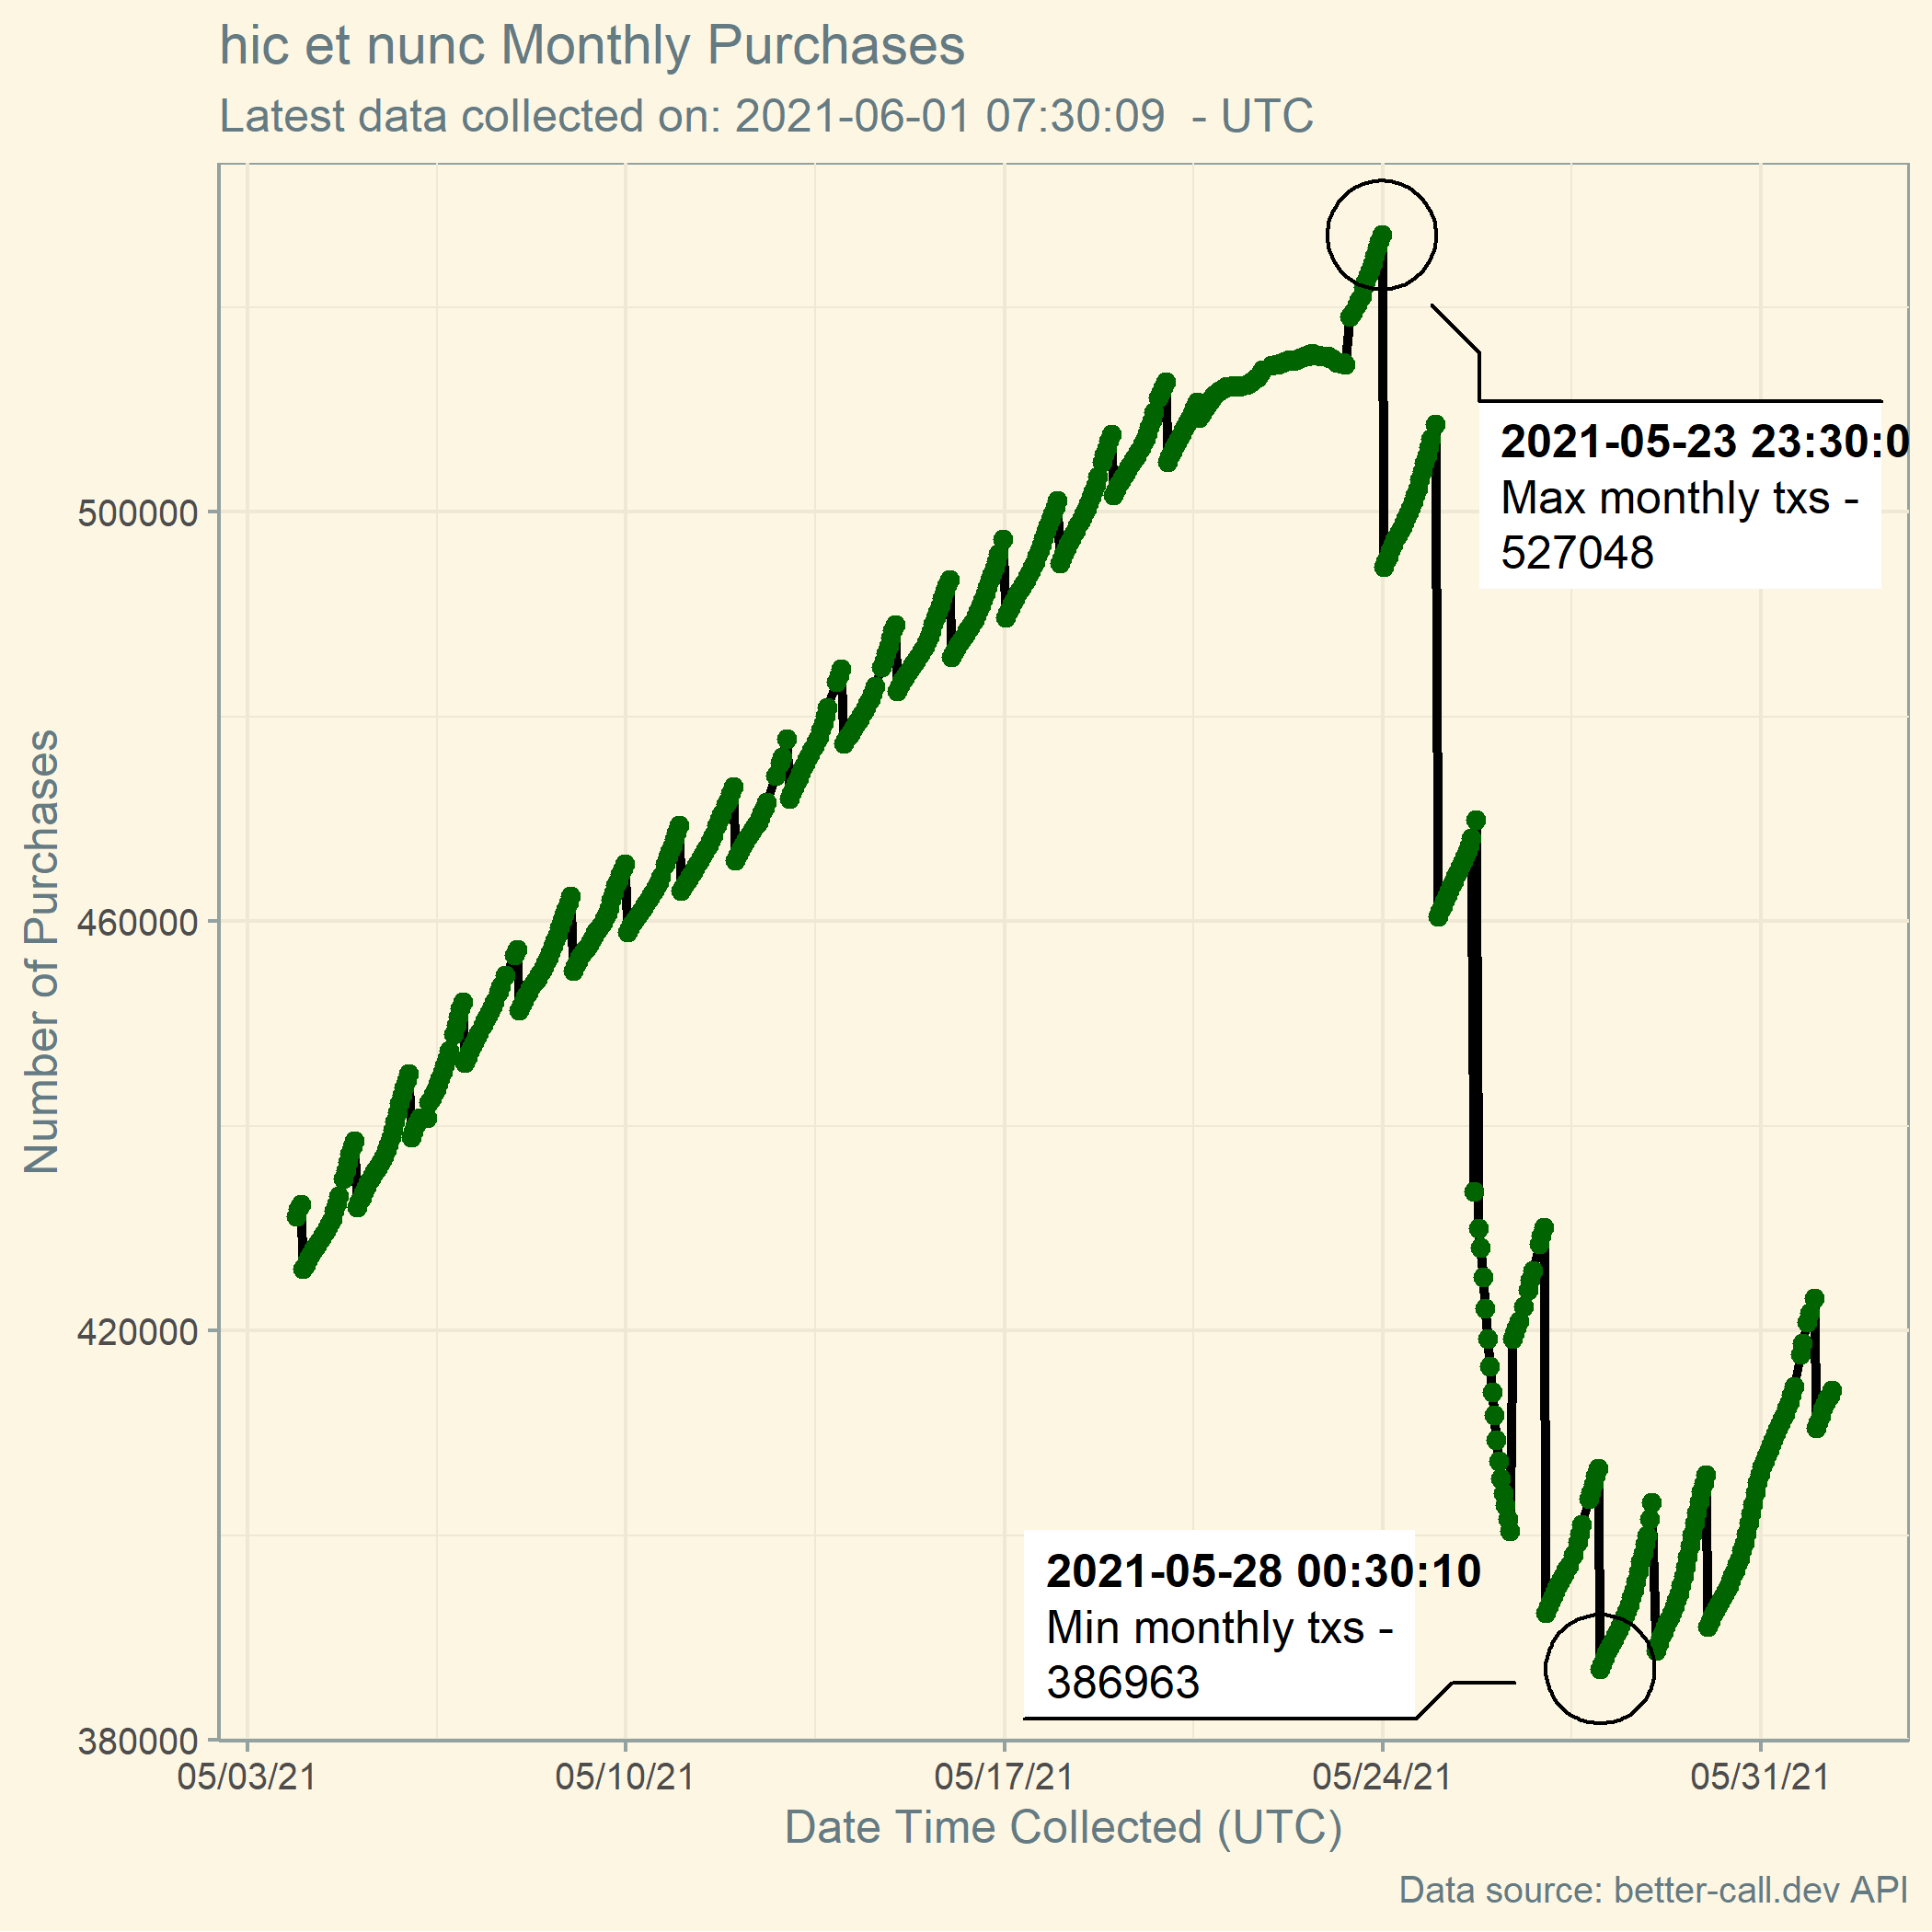 hic et nunc Monthly Purchases
Latest data collected on: 2021-06-01 07:30:09 - UTC
Number of Purchases
500000
460000
420000
380000
2021-05-23 23:30:0
Max monthly txs -
527048
2021-05-28 00:30:10
Min monthly txs -
386963
05/03/21
05/10/21
05/17/21
05/24/21
05/31/21
Date Time Collected (UTC)
Data source: better-call.dev API